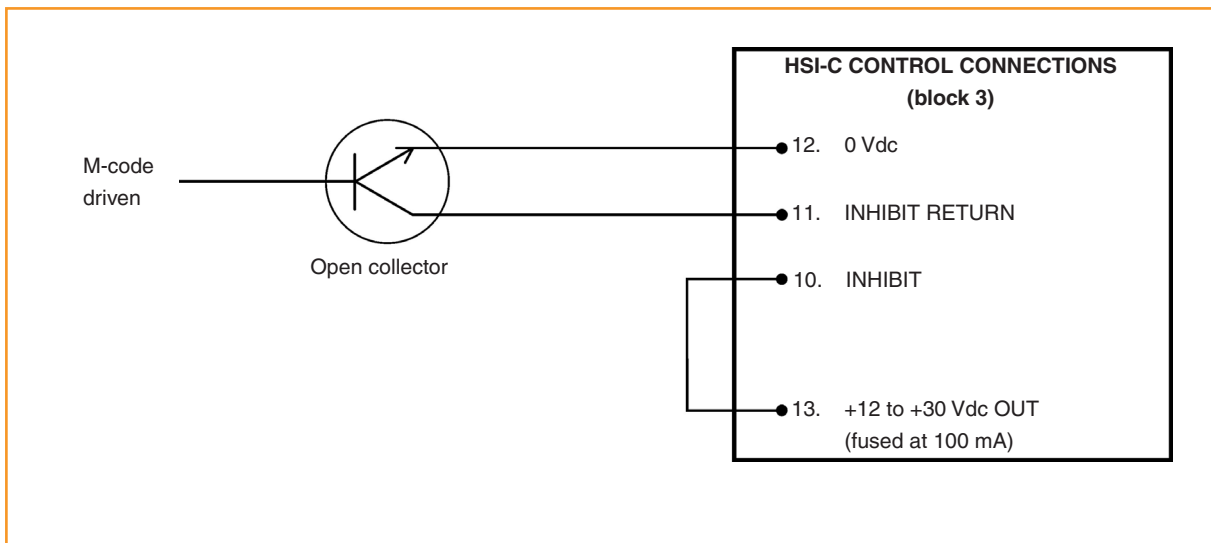 HSI-C CONTROL CONNECTIONS
(block 3)
M-code
driven
Open collector
12. 0 Vdc
11. INHIBIT RETURN
10. INHIBIT
13. +12 to +30 Vdc OUT
(fused at 100 mA)